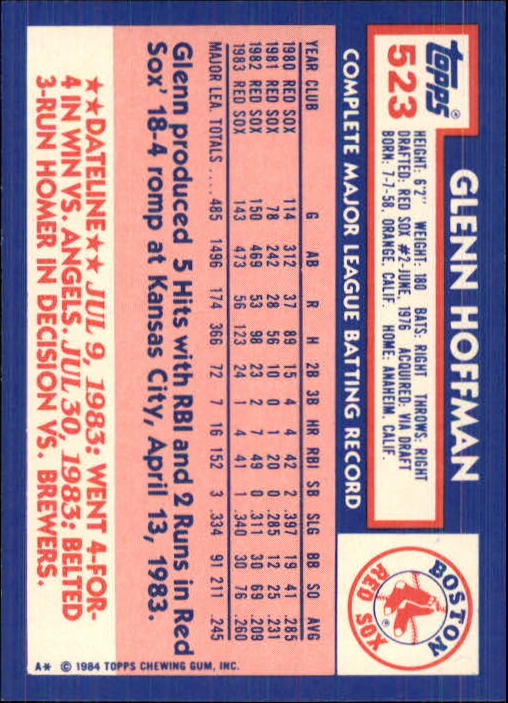 topps®
523
GLENN HOFFMAN
HEIGHT: 6'2" WEIGHT: 180 BATS: RIGHT THROWS: RIGHT
DRAFTED: RED SOX #2-JUNE, 1976 ACQUIRED: VIA DRAFT
BORN: 7-7-58, ORANGE, CALIF. HOME: ANAHEIM, CALIF.
BOSTON
RED SOX
COMPLETE MAJOR LEAGUE BATTING RECORD
YEAR CLUB G AB R H 2B 3B HR RBI SB SLG BB SO AVG
1980 RED SOX 114 312 37 89 15 4 4 42 2 .397 19 41 .285
1981 RED SOX 78 242 28 56 10 0 1 20 0 .285 12 25 .231
1982 RED SOX 150 469 53 98 23 2 7 49 0 .311 30 69 .209
1983 RED SOX 143 473 56 123 24 1 4 41 1 .340 30 76 .260
MAJOR LEA. TOTALS .... 485 1496 174 366 72 7 16 152 3 .334 91 211 .245
Glenn produced 5 Hits with RBI and 2 Runs in Red
Sox' 18-4 romp at Kansas City, April 13, 1983.
★★DATELINE★★ JUL 9, 1983: WENT 4-FOR-
4 IN WIN VS. ANGELS. JUL 30, 1983: BELTED
3-RUN HOMER IN DECISION VS. BREWERS.
A* © 1984 TOPPS CHEWING GUM, INC.